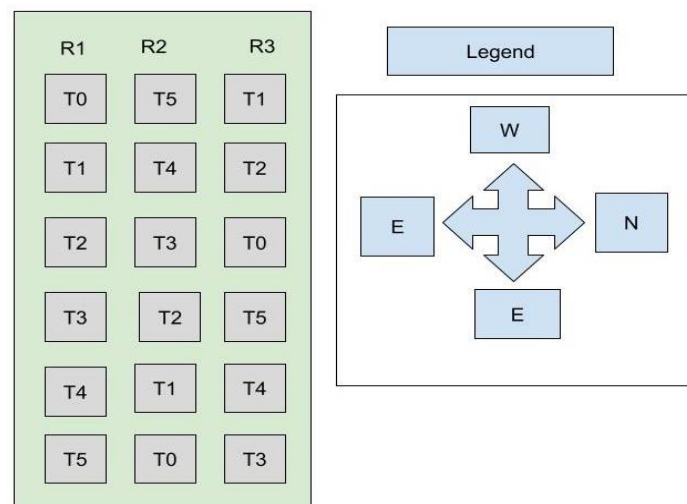 R1 R2 R3
T0 T5 T1
T1 T4 T2
T2 T3 T0
T3 T2 T5
T4 T1 T4
T5 T0 T3
Legend
W
E N
E